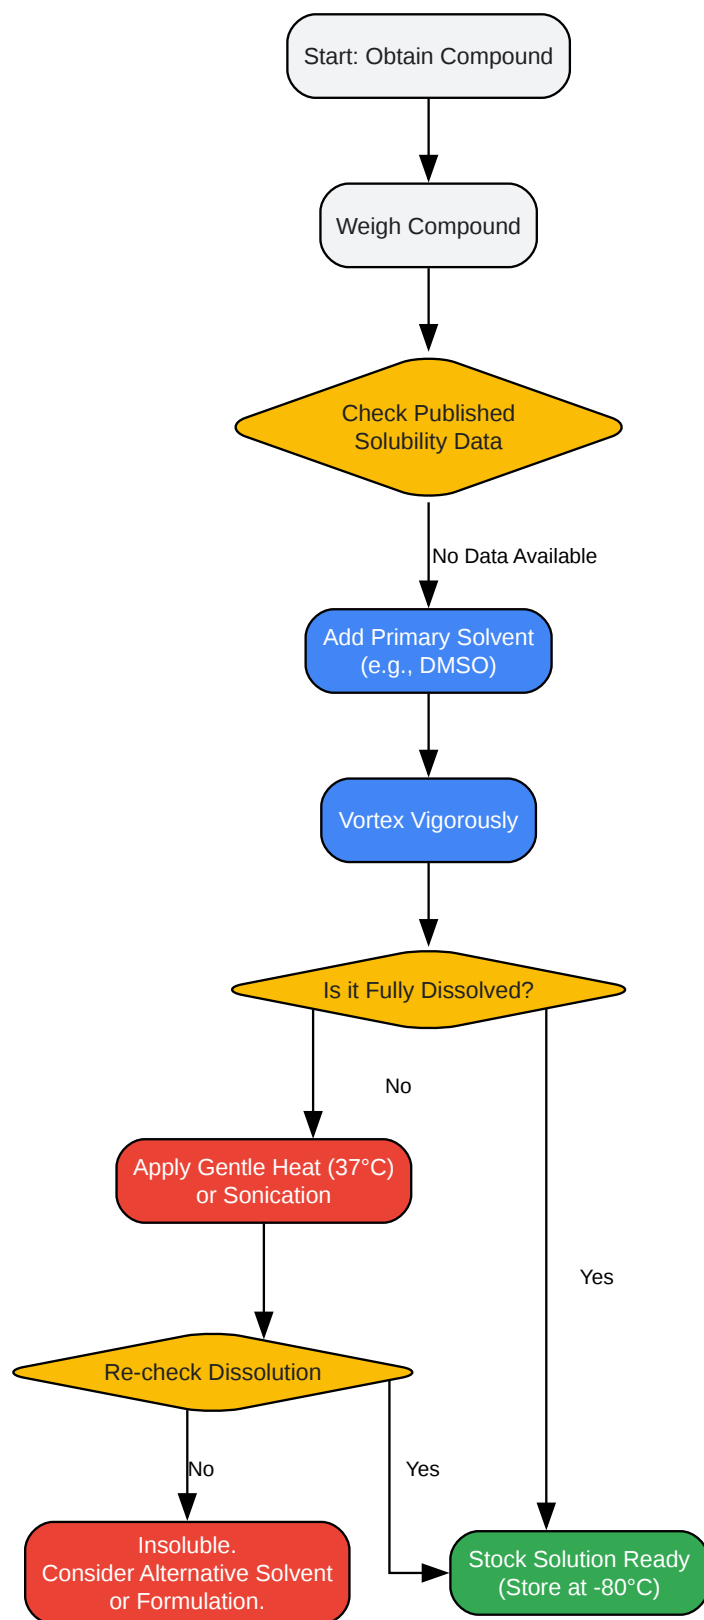 Start: Obtain Compound
Weigh Compound
Check Published
Solubility Data
No Data Available
Add Primary Solvent
(e.g., DMSO)
Vortex Vigorously
Is it Fully Dissolved?
No
Apply Gentle Heat (37°C)
or Sonication
Yes
Re-check Dissolution
No
Yes
Insoluble.
Consider Alternative Solvent
or Formulation.
Stock Solution Ready
(Store at -80°C)